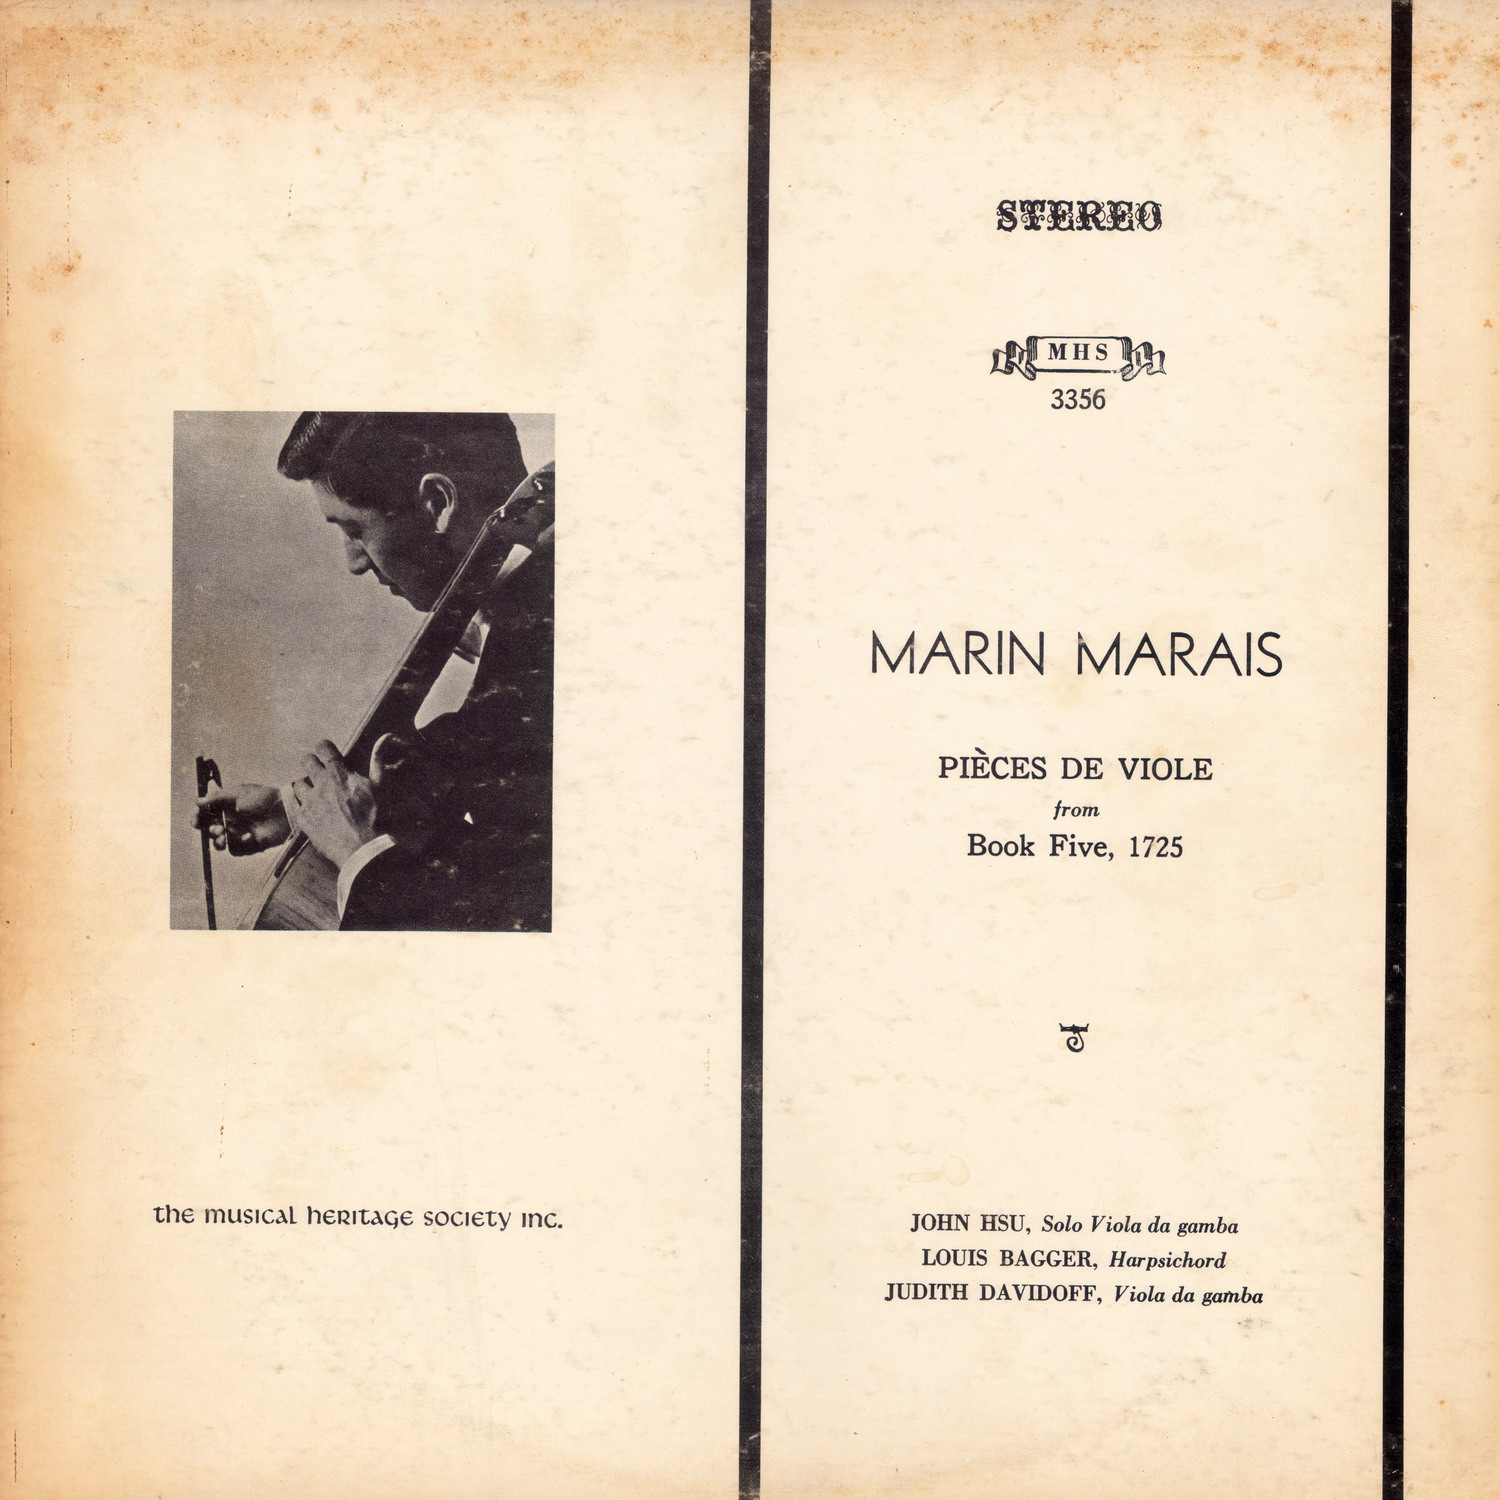 STEREO
MHS
3356
MARIN MARAIS
PIÈCES DE VIOLE
from
Book Five, 1725
the musical heritage society inc.
JOHN HSU, Solo Viola da gamba
LOUIS BAGGER, Harpsichord
JUDITH DAVIDOFF, Viola da gamba